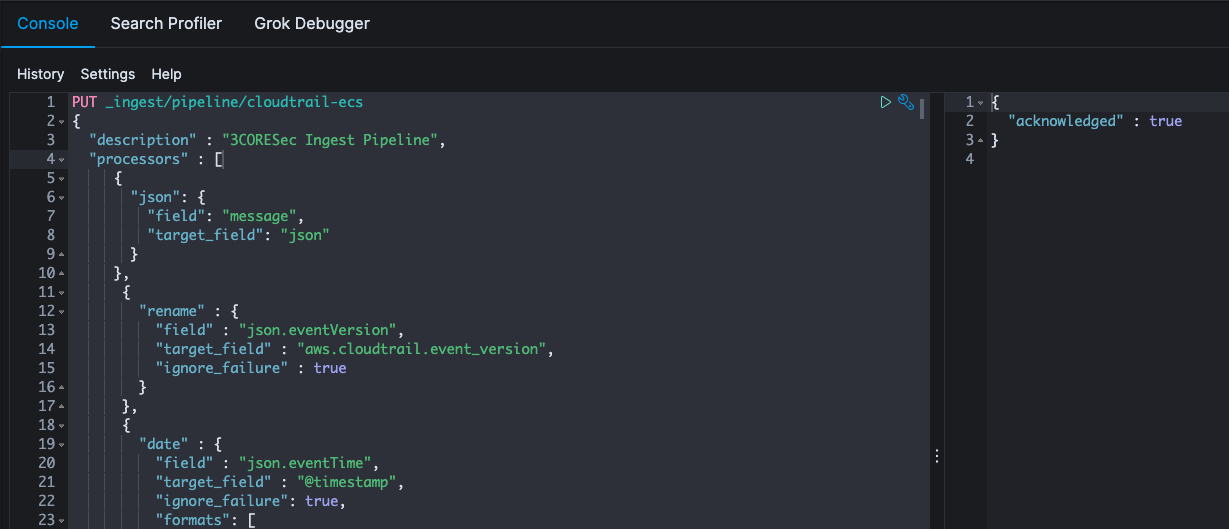 Console Search Profiler Grok Debugger
History Settings Help
1 PUT _ingest/pipeline/cloudtrail-ecs
2 {
3 "description" : "3CORESec Ingest Pipeline",
4 "processors" : [
5 {
6 "json": {
7 "field": "message",
8 "target_field": "json"
9 }
10 },
11 {
12 "rename" : {
13 "field" : "json.eventVersion",
14 "target_field" : "aws.cloudtrail.event_version",
15 "ignore_failure" : true
16 }
17 },
18 {
19 "date" : {
20 "field" : "json.eventTime",
21 "target_field" : "@timestamp",
22 "ignore_failure": true,
23 "formats": [
1 {
2 "acknowledged" : true
3 }
4